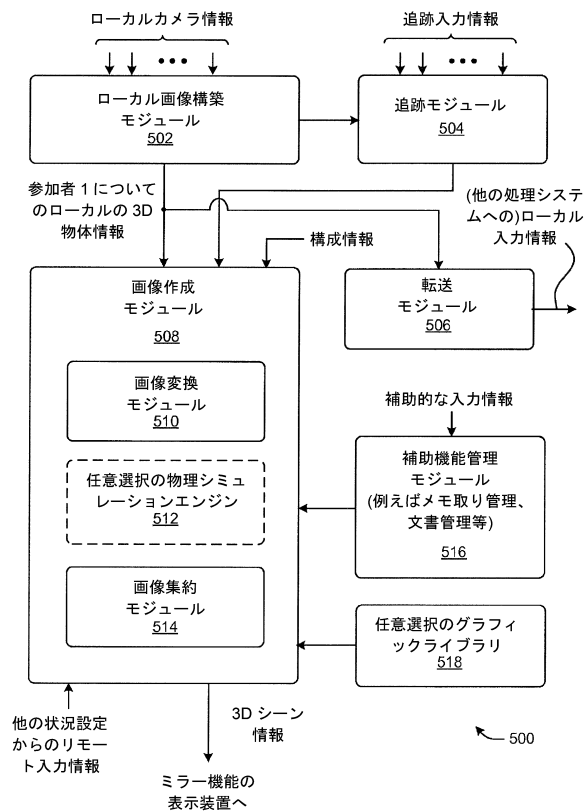 ローカルカメラ情報
追跡入力情報
ローカル画像構築
モジュール
502
追跡モジュール
504
参加者1について
のローカルの3D
物体情報
(他の処理システ
ムへの)ローカル
入力情報
構成情報
転送
モジュール
506
画像作成
モジュール
508
画像変換
モジュール
510
任意選択の物理シミュ
レーションエンジン
512
画像集約
モジュール
514
補助的な入力情報
補助機能管理
モジュール
(例えばメモ取り管理、
文書管理等)
516
任意選択のグラフィ
ックライブラリ
518
他の状況設定
からのリモー
ト入力情報
3Dシーン
情報
500
ミラー機能の
表示装置へ